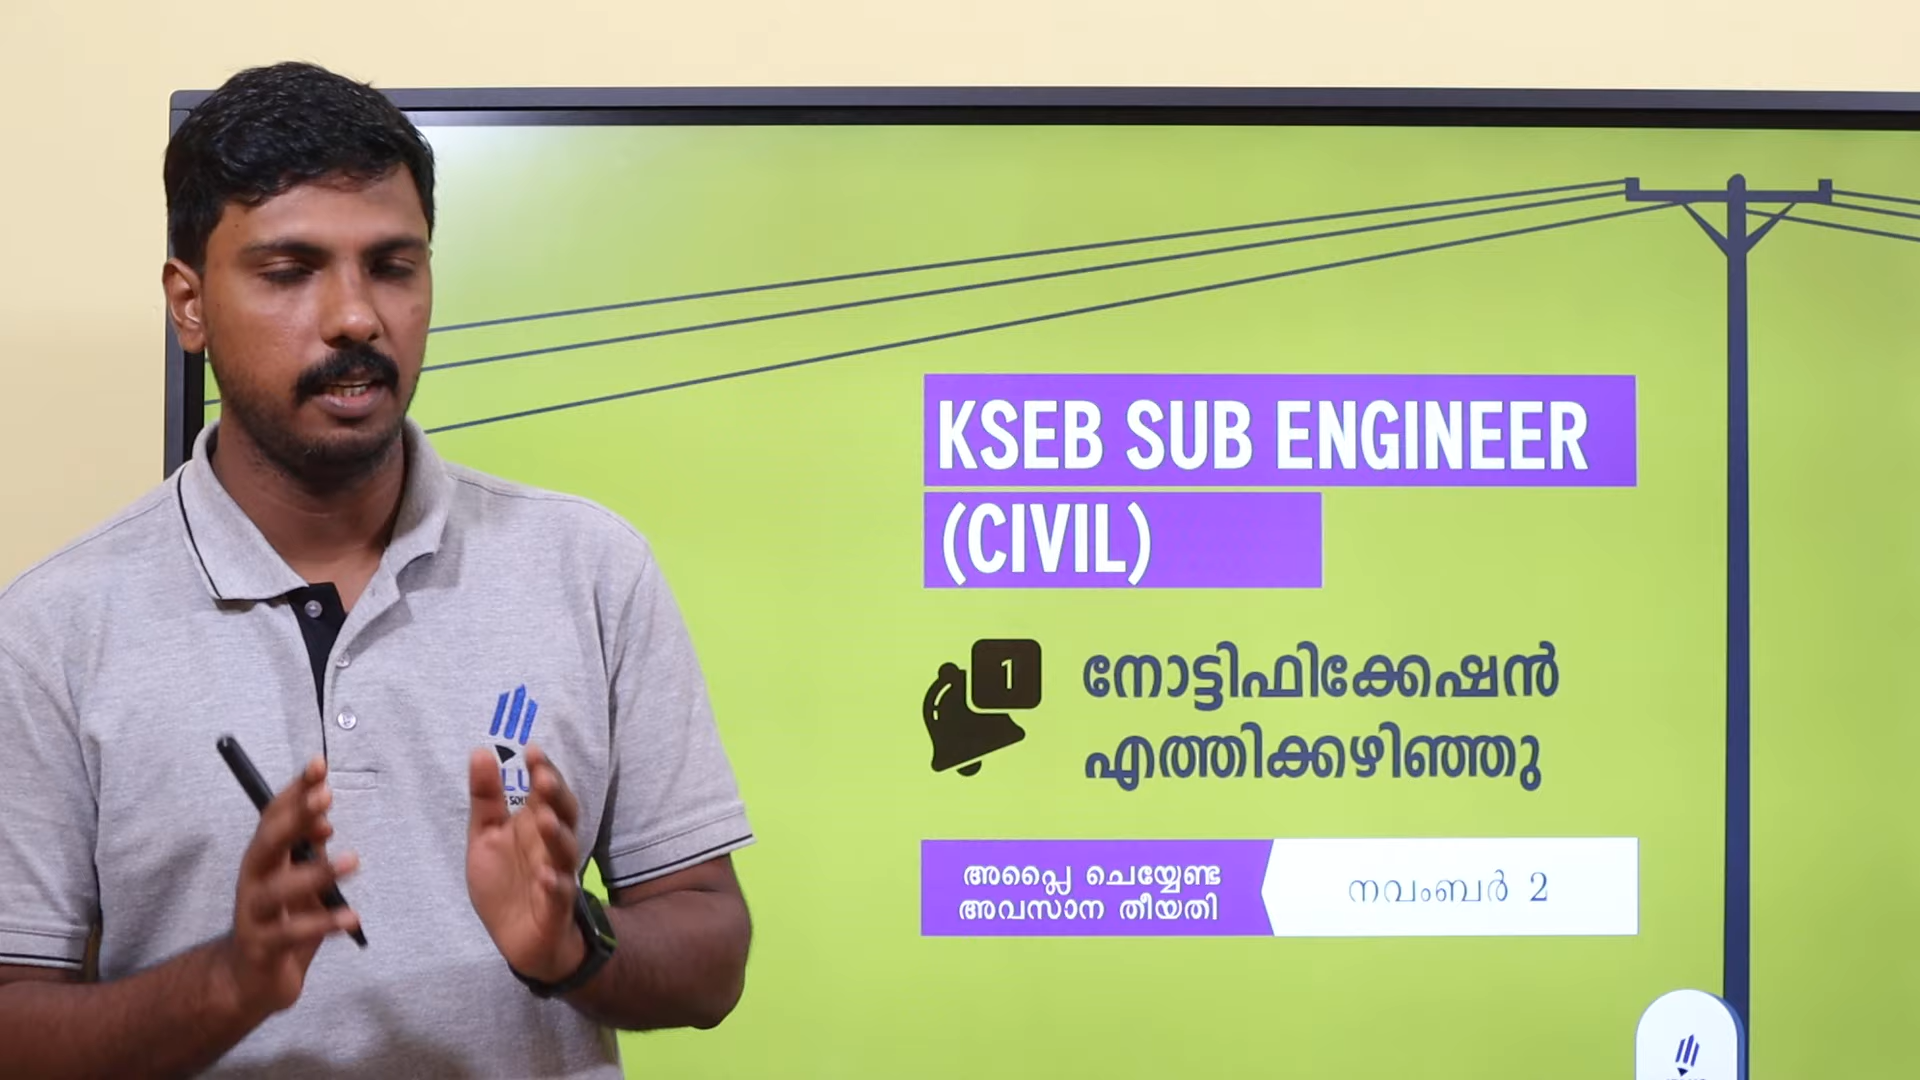 KSEB SUB ENGINEER
(CIVIL)
1
നോട്ടിഫിക്കേഷൻ
എത്തിക്കഴിഞ്ഞു
അപ്ലൈ ചെയ്യേണ്ട
അവസാന തീയതി
നവംബർ 2